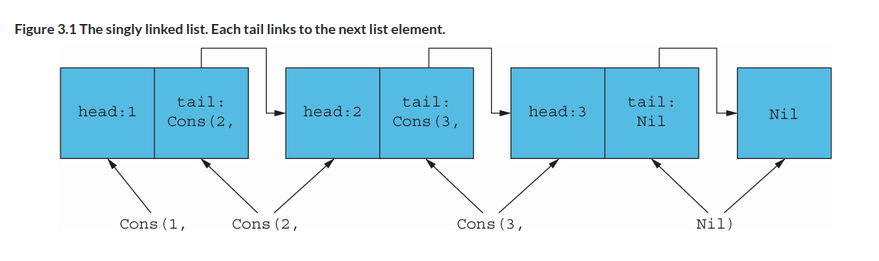 Figure 3.1 The singly linked list. Each tail links to the next list element.
head:1
tail:
Cons(2,
head:2
tail:
Cons(3,
head:3
tail:
Nil
Nil
Cons(1,
Cons(2,
Cons(3,
Nil)